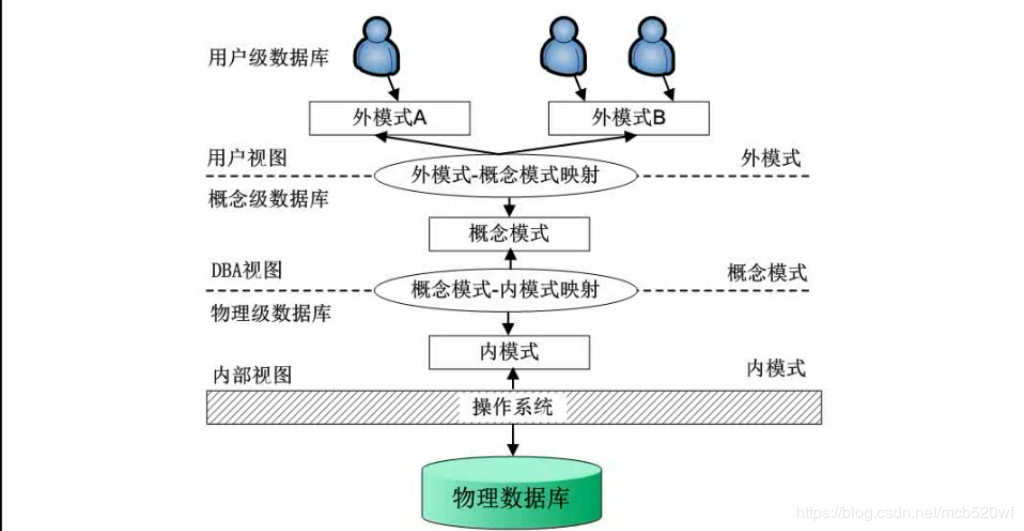 用户级数据库
外模式A
外模式B
用户视图
外模式
外模式-概念模式映射
概念级数据库
概念模式
DBA视图
概念模式
概念模式-内模式映射
物理级数据库
内模式
内部视图
内模式
操作系统
物理数据库
https://blog.csdn.net/mcb520wf